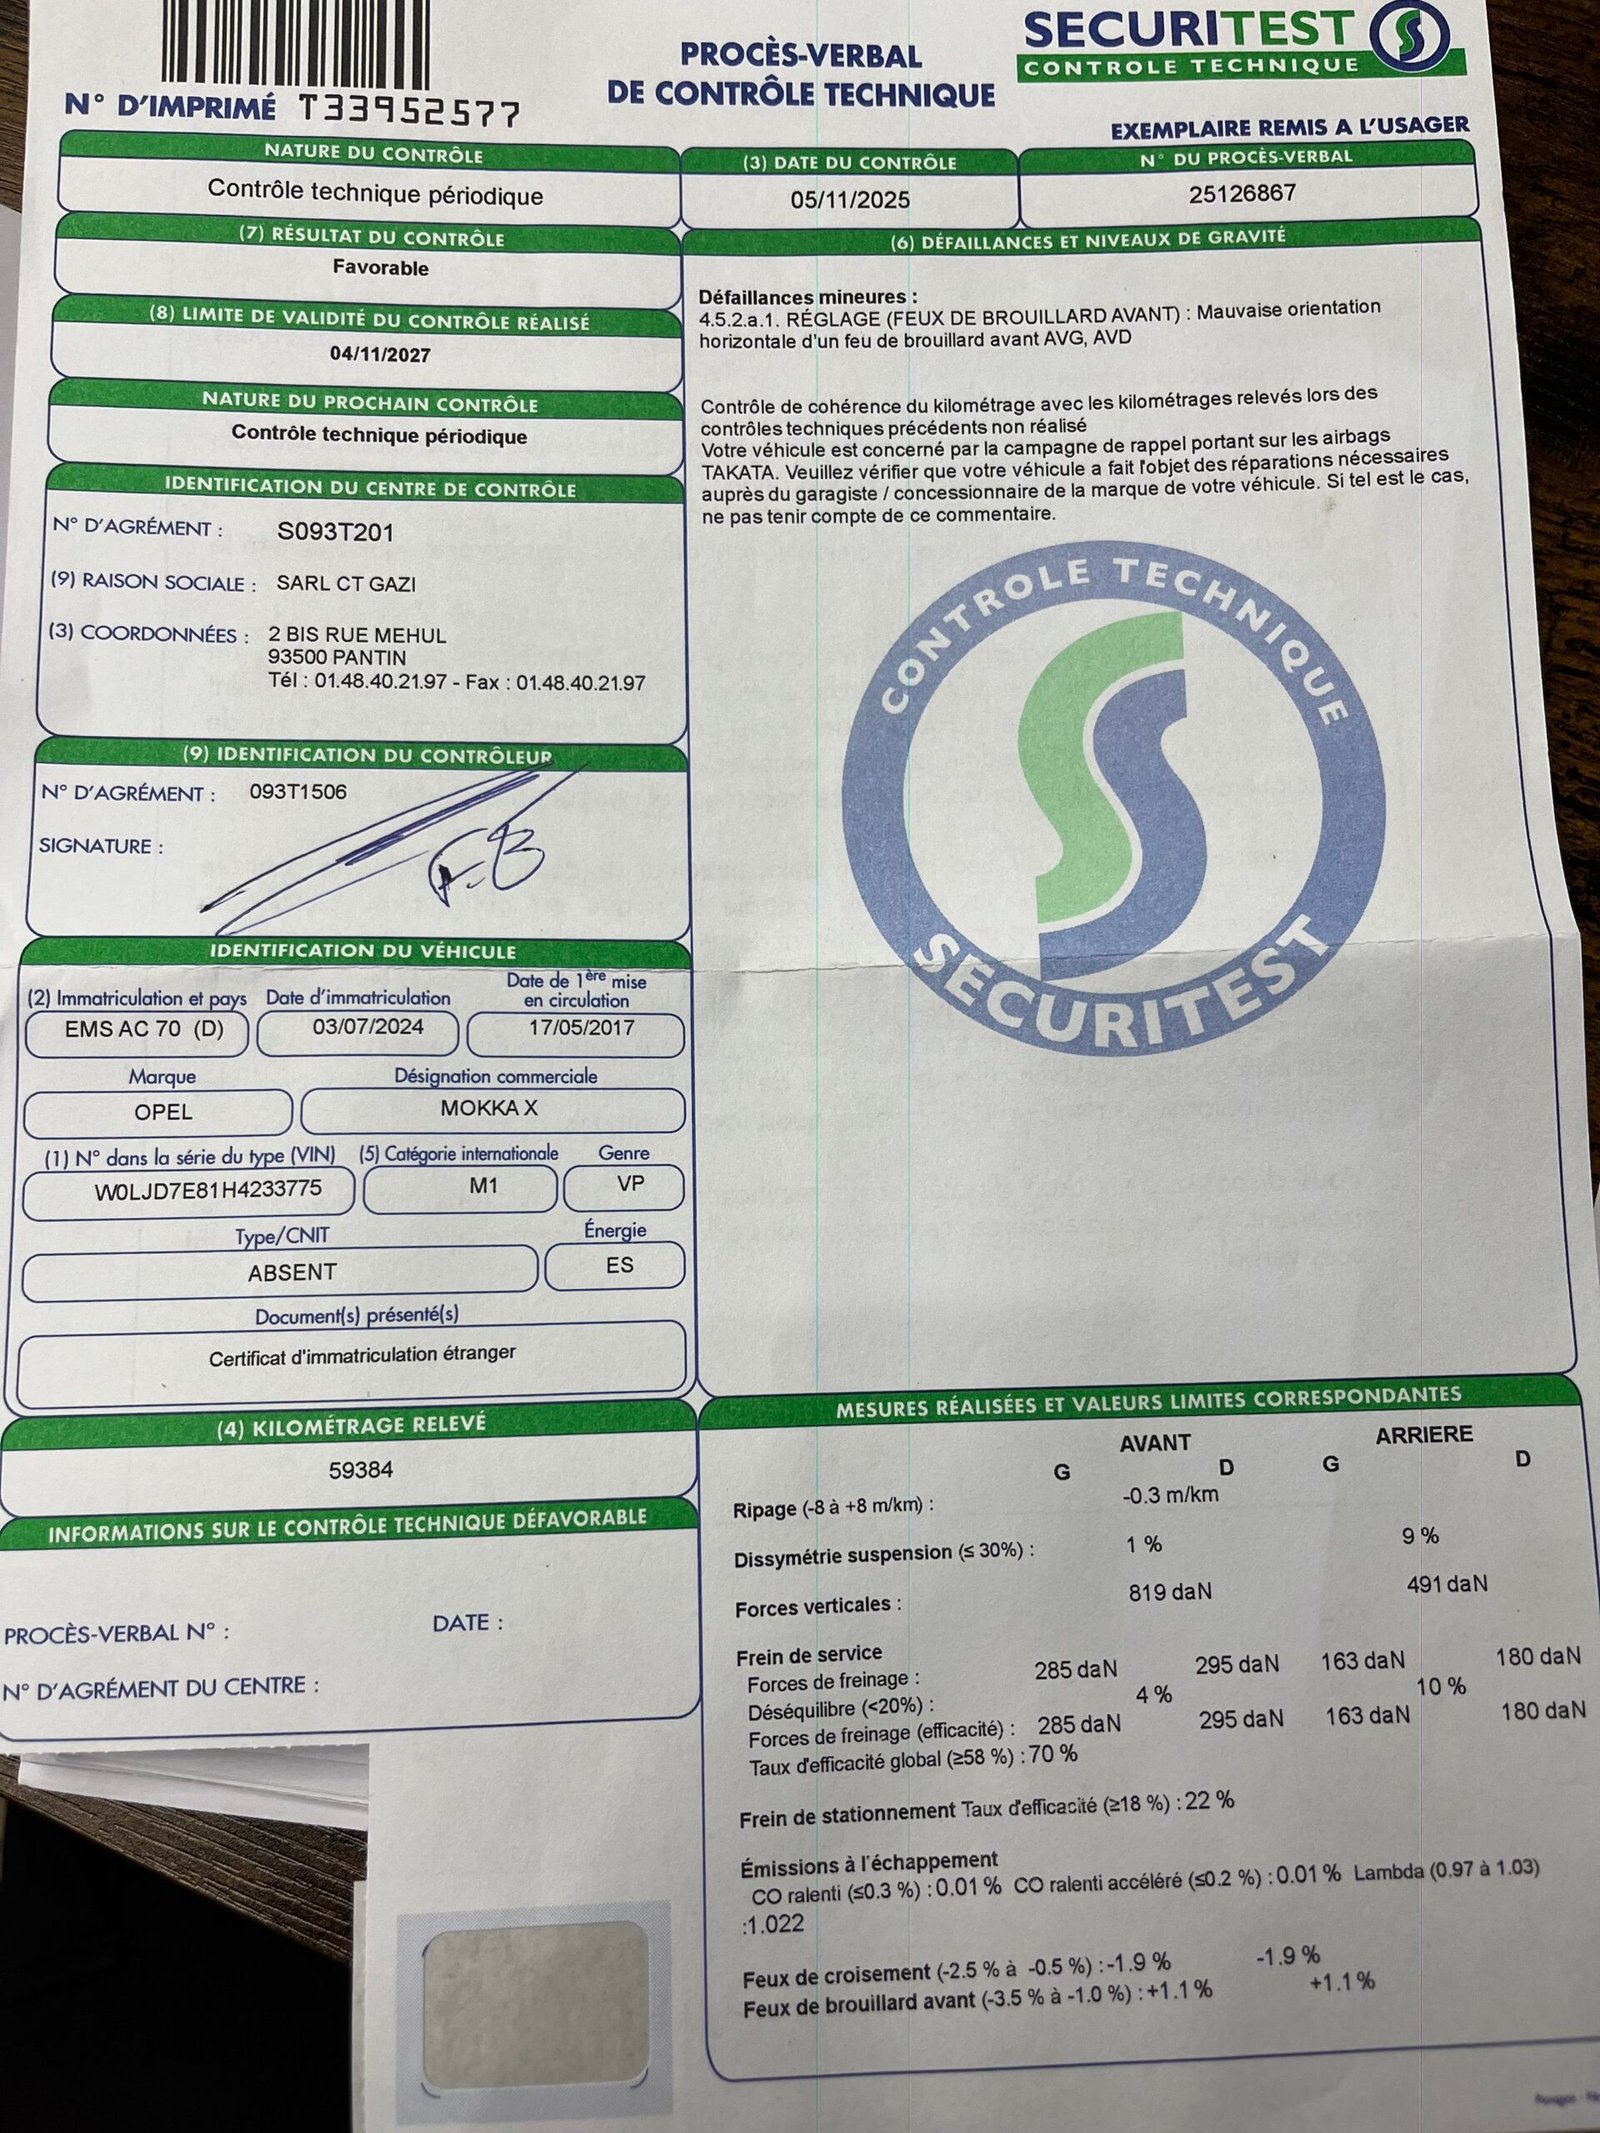 SECURITEST
CONTROLE TECHNIQUE
PROCÈS-VERBAL
DE CONTRÔLE TECHNIQUE
N° D'IMPRIMÉ T33952577
EXEMPLAIRE REMIS A L'USAGER
NATURE DU CONTRÔLE
Contrôle technique périodique
(3) DATE DU CONTRÔLE
05/11/2025
N° DU PROCÈS-VERBAL
25126867
(7) RÉSULTAT DU CONTRÔLE
Favorable
(8) LIMITE DE VALIDITÉ DU CONTRÔLE RÉALISÉ
04/11/2027
NATURE DU PROCHAIN CONTRÔLE
Contrôle technique périodique
IDENTIFICATION DU CENTRE DE CONTRÔLE
N° D'AGRÉMENT : S093T201
(9) RAISON SOCIALE : SARL CT GAZI
(3) COORDONNÉES : 2 BIS RUE MEHUL
93500 PANTIN
Tél : 01.48.40.21.97 - Fax : 01.48.40.21.97
(9) IDENTIFICATION DU CONTRÔLEUR
N° D'AGRÉMENT : 093T1506
SIGNATURE :
F.B
(6) DÉFAILLANCES ET NIVEAUX DE GRAVITÉ
Défaillances mineures :
4.5.2.a.1. RÉGLAGE (FEUX DE BROUILLARD AVANT) : Mauvaise orientation
horizontale d'un feu de brouillard avant AVG, AVD
Contrôle de cohérence du kilométrage avec les kilométrages relevés lors des
contrôles techniques précédents non réalisé
Votre véhicule est concerné par la campagne de rappel portant sur les airbags
TAKATA. Veuillez vérifier que votre véhicule a fait l'objet des réparations nécessaires
auprès du garagiste / concessionnaire de la marque de votre véhicule. Si tel est le cas,
ne pas tenir compte de ce commentaire.
CONTROLE TECHNIQUE
SECURITEST
IDENTIFICATION DU VÉHICULE
(2) Immatriculation et pays
EMS AC 70 (D)
Date d'immatriculation
03/07/2024
Date de 1ère mise
en circulation
17/05/2017
Marque
OPEL
Désignation commerciale
MOKKA X
(1) N° dans la série du type (VIN)
W0LJD7E81H4233775
(5) Catégorie internationale
M1
Genre
VP
Type/CNIT
ABSENT
Énergie
ES
Document(s) présenté(s)
Certificat d'immatriculation étranger
(4) KILOMÉTRAGE RELEVÉ
59384
INFORMATIONS SUR LE CONTRÔLE TECHNIQUE DÉFAVORABLE
PROCÈS-VERBAL N° : DATE :
N° D'AGRÉMENT DU CENTRE :
MESURES RÉALISÉES ET VALEURS LIMITES CORRESPONDANTES
AVANT ARRIERE
G D G D
Ripage (-8 à +8 m/km) : -0.3 m/km
Dissymétrie suspension (≤ 30%) : 1 % 9 %
Forces verticales : 819 daN 491 daN
Frein de service
Forces de freinage : 285 daN 295 daN 163 daN 180 daN
Déséquilibre (<20%) : 4 % 10 %
Forces de freinage (efficacité) : 285 daN 295 daN 163 daN 180 daN
Taux d'efficacité global (≥58 %) : 70 %
Frein de stationnement Taux d'efficacité (≥18 %) : 22 %
Émissions à l'échappement
CO ralenti (≤0.3 %) : 0.01 % CO ralenti accéléré (≤0.2 %) : 0.01 % Lambda (0.97 à 1.03)
:1.022
Feux de croisement (-2.5 % à -0.5 %) : -1.9 % -1.9 %
Feux de brouillard avant (-3.5 % à -1.0 %) : +1.1 % +1.1 %